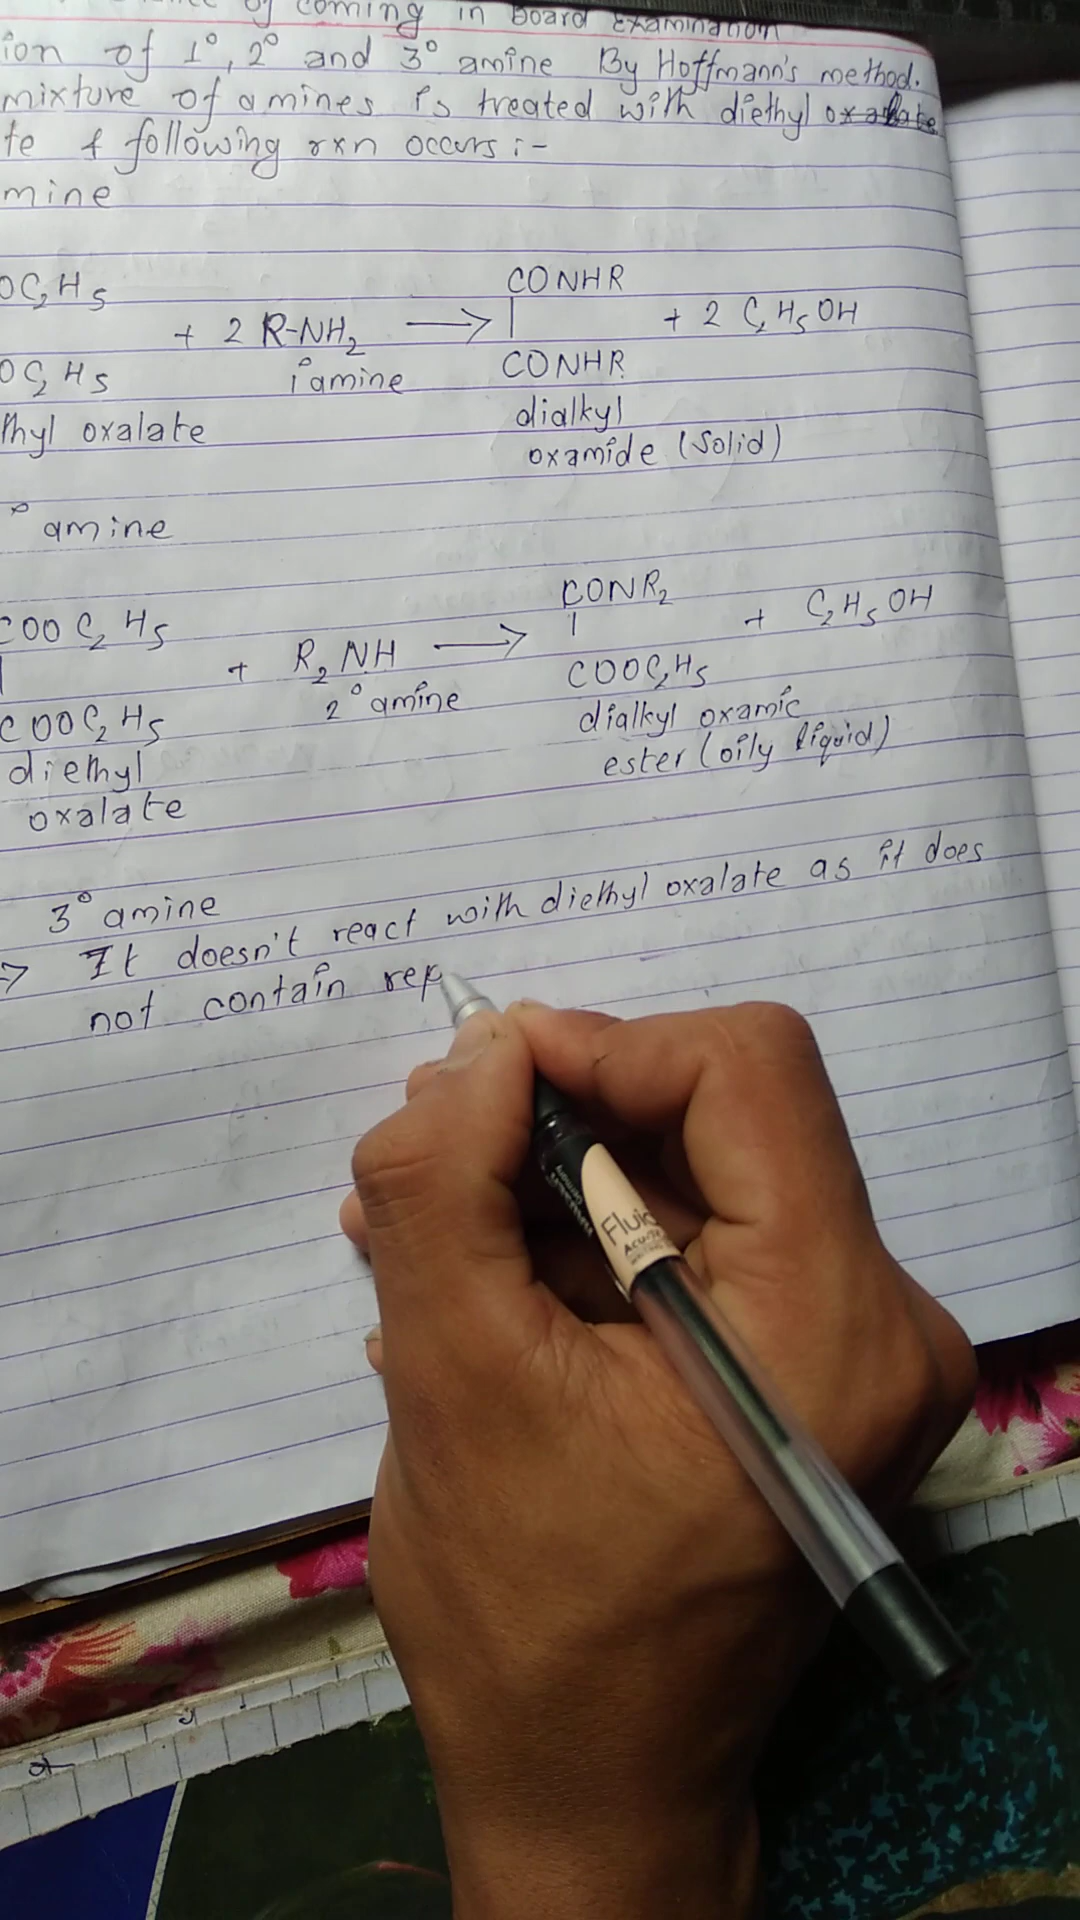 of coming in Board Examination
ion of 1°, 2° and 3° amine By Hoffmann's method.
mixture of amines is treated with diethyl oxalate
te & following rxn occurs :-
mine
OC₂H₅
+ 2 R-NH₂ ⟶ CONHR | CONHR + 2 C₂H₅OH
OC₂H₅
1° amine
thyl oxalate
dialkyl
oxamide (Solid)
° amine
COOC₂H₅
|
COOC₂H₅
+ R₂NH ⟶ CONR₂ | COOC₂H₅ + C₂H₅OH
2° amine
diethyl
oxalate
dialkyl oxamic
ester (oily liquid)
3° amine
⇒ It doesn't react with diethyl oxalate as it does
not contain rep
Fluid
Germany